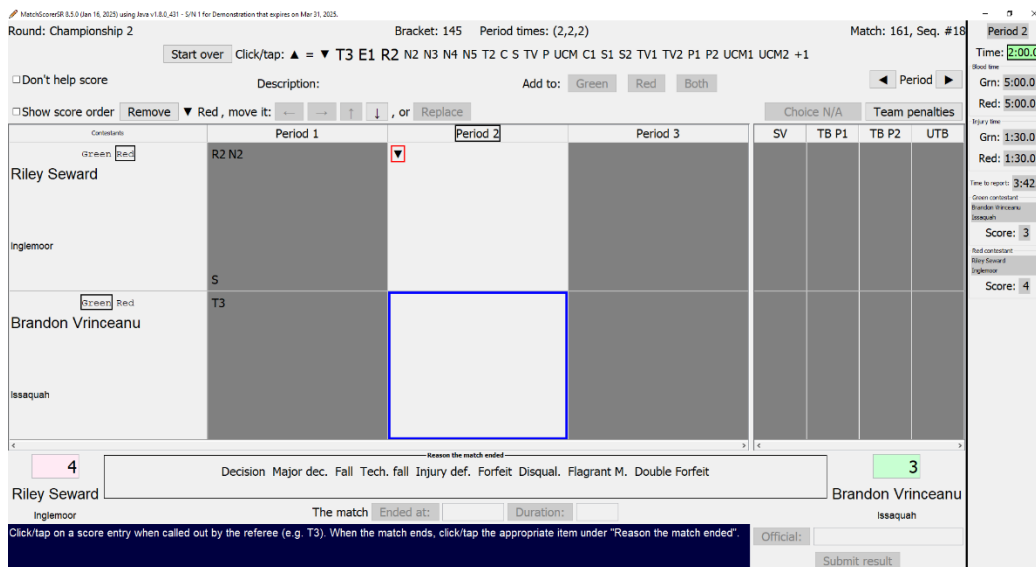 MatchScorerSR 8.5.0 (Jan 16, 2025) using Java v1.8.0_431 - S/N 1 for Demonstration that expires on Mar 31, 2025.
Round: Championship 2 Bracket: 145 Period times: (2,2,2) Match: 161, Seq. #18 Period 2
Start over Click/tap: ▲ = ▼ T3 E1 R2 N2 N3 N4 N5 T2 C S TV P UCM C1 S1 S2 TV1 TV2 P1 P2 UCM1 UCM2 +1
Time: 2:00.0
Blood time
Don't help score Description: Add to: Green Red Both ◀ Period ▶
Grn: 5:00.0
Red: 5:00.0
Show score order Remove ▼ Red , move it: ← → ↑ ↓ , or Replace Choice N/A Team penalties
Injury time
Grn: 1:30.0
Red: 1:30.0
Contestants Period 1 Period 2 Period 3 SV TB P1 TB P2 UTB
Green Red R2 N2 ▼
Riley Seward
Inglemoor
S
Time to report: 3:42
Green contestant
Brandon Vrinceanu
Issaquah
Score: 3
Red contestant
Riley Seward
Inglemoor
Score: 4
Green Red T3
Brandon Vrinceanu
Issaquah
Reason the match ended
4 Decision Major dec. Fall Tech. fall Injury def. Forfeit Disqual. Flagrant M. Double Forfeit 3
Riley Seward Brandon Vrinceanu
Inglemoor The match Ended at: Duration: Issaquah
Click/tap on a score entry when called out by the referee (e.g. T3). When the match ends, click/tap the appropriate item under "Reason the match ended".
Official:
Submit result